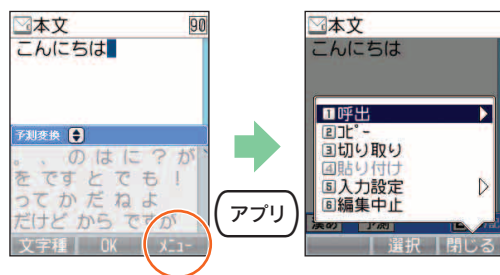 本文 90
こんにちは
予測変換
。 、 の は に ? が
を です と で も !
って か だ ね よ
だけど から ですが
文字種 OK メニュー
アプリ
本文
こんにちは
1呼出
2コピー
3切り取り
4貼り付け
5入力設定
6編集中止
選択 閉じる